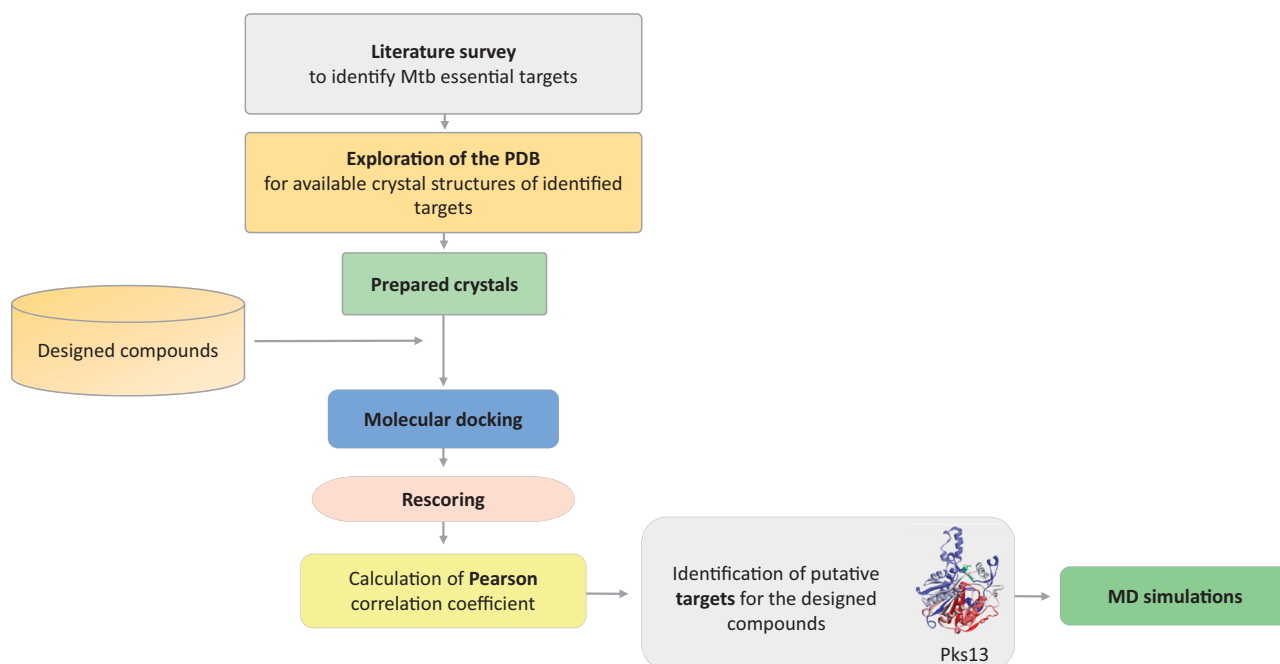 Literature survey
to identify Mtb essential targets
Exploration of the PDB
for available crystal structures of identified
targets
Prepared crystals
Designed compounds
Molecular docking
Rescoring
Calculation of Pearson
correlation coefficient
Identification of putative
targets for the designed
compounds
Pks13
MD simulations